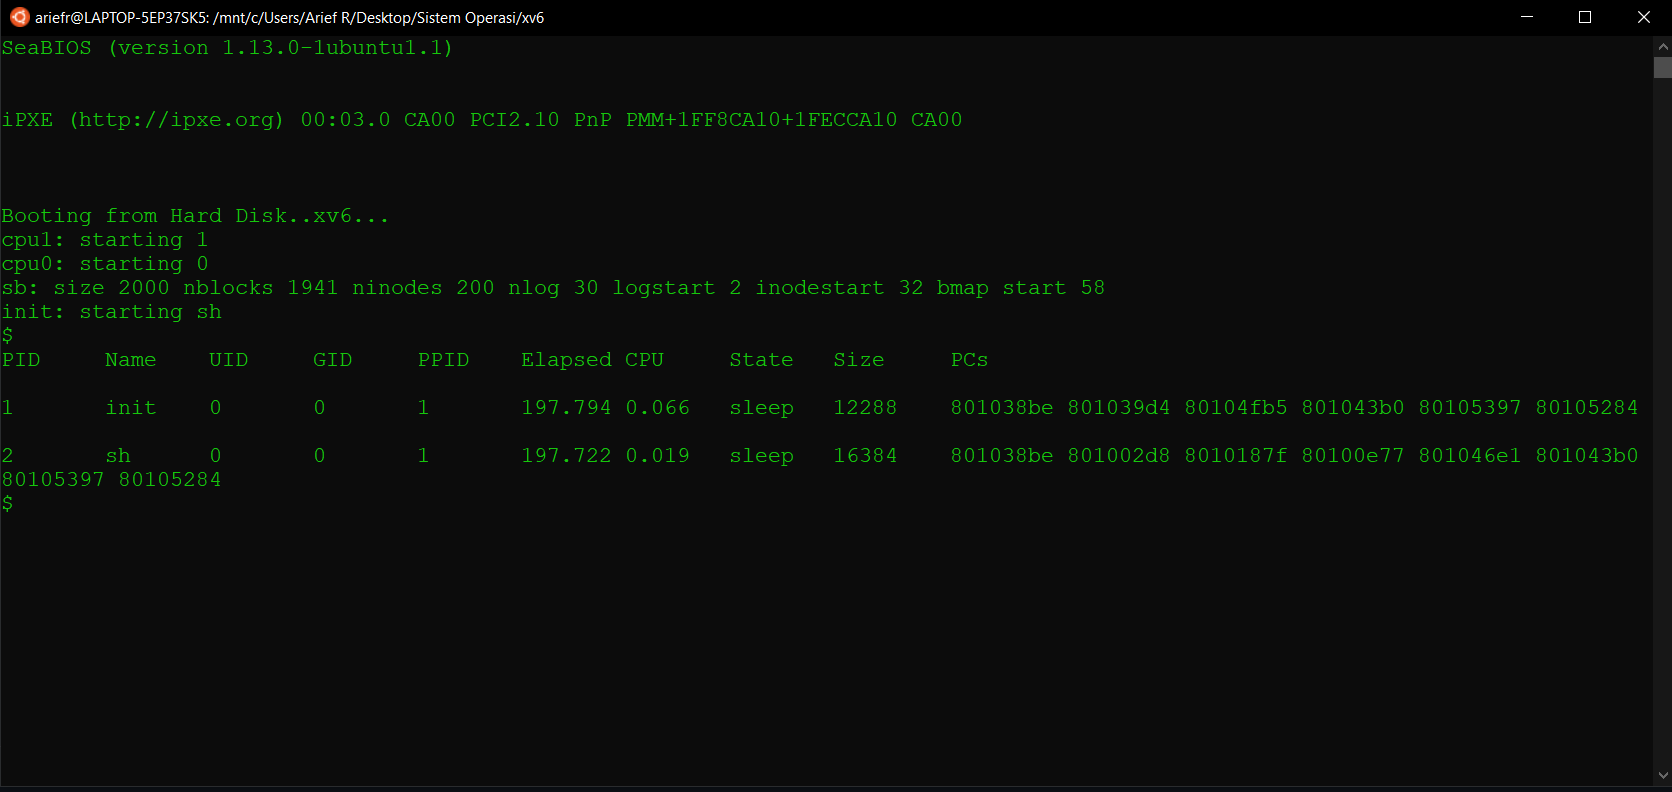 ariefr@LAPTOP-5EP37SK5: /mnt/c/Users/Arief R/Desktop/Sistem Operasi/xv6
SeaBIOS (version 1.13.0-1ubuntu1.1)
iPXE (http://ipxe.org) 00:03.0 CA00 PCI2.10 PnP PMM+1FF8CA10+1FECCA10 CA00
Booting from Hard Disk..xv6...
cpu1: starting 1
cpu0: starting 0
sb: size 2000 nblocks 1941 ninodes 200 nlog 30 logstart 2 inodestart 32 bmap start 58
init: starting sh
$
PID Name UID GID PPID Elapsed CPU State Size PCs
1 init 0 0 1 197.794 0.066 sleep 12288 801038be 801039d4 80104fb5 801043b0 80105397 80105284
2 sh 0 0 1 197.722 0.019 sleep 16384 801038be 801002d8 8010187f 80100e77 801046e1 801043b0
80105397 80105284
$